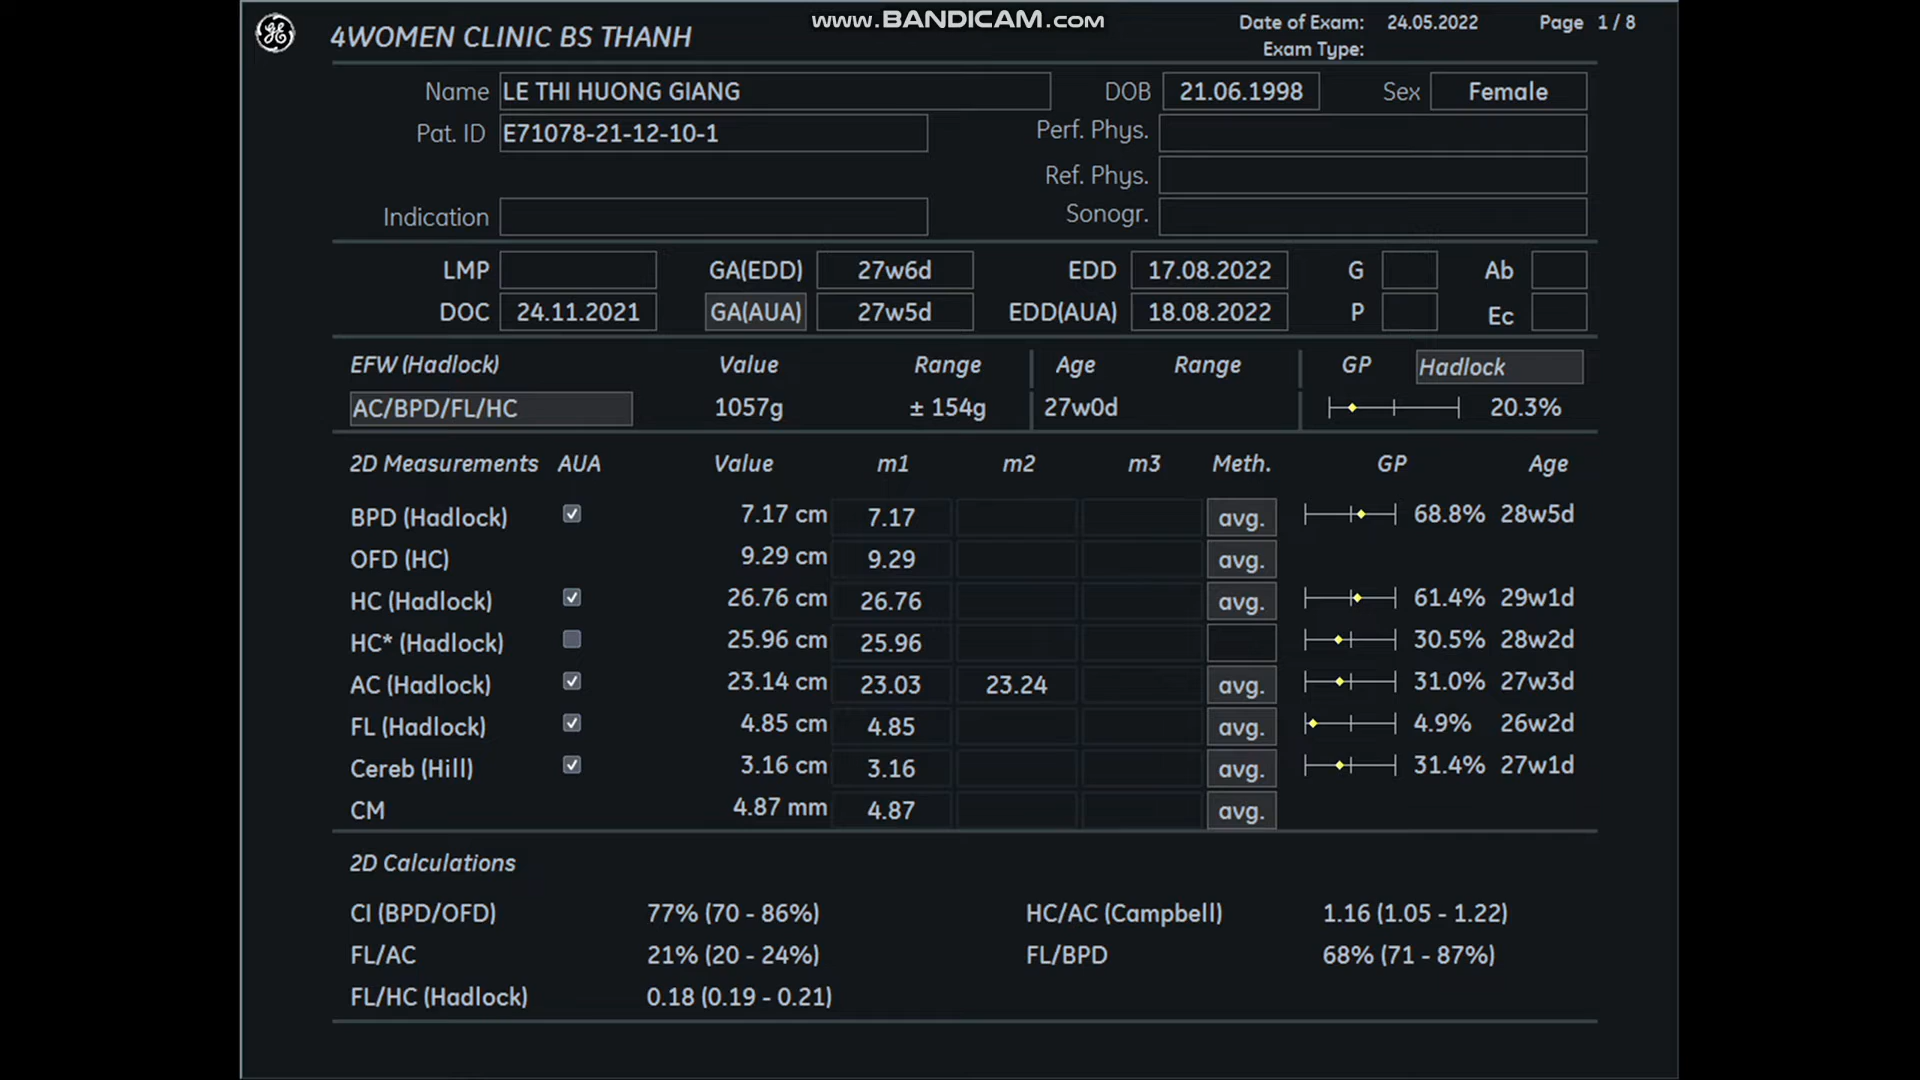 www.BANDICAM.com
4WOMEN CLINIC BS THANH
Date of Exam: 24.05.2022 Page 1 / 8
Exam Type:
Name LE THI HUONG GIANG DOB 21.06.1998 Sex Female
Pat. ID E71078-21-12-10-1 Perf. Phys.
Ref. Phys.
Indication Sonogr.
LMP GA(EDD) 27w6d EDD 17.08.2022 G Ab
DOC 24.11.2021 GA(AUA) 27w5d EDD(AUA) 18.08.2022 P Ec
EFW (Hadlock) Value Range Age Range GP Hadlock
AC/BPD/FL/HC 1057g ± 154g 27w0d 20.3%
2D Measurements AUA Value m1 m2 m3 Meth. GP Age
BPD (Hadlock) 7.17 cm 7.17 avg. 68.8% 28w5d
OFD (HC) 9.29 cm 9.29 avg.
HC (Hadlock) 26.76 cm 26.76 avg. 61.4% 29w1d
HC* (Hadlock) 25.96 cm 25.96 30.5% 28w2d
AC (Hadlock) 23.14 cm 23.03 23.24 avg. 31.0% 27w3d
FL (Hadlock) 4.85 cm 4.85 avg. 4.9% 26w2d
Cereb (Hill) 3.16 cm 3.16 avg. 31.4% 27w1d
CM 4.87 mm 4.87 avg.
2D Calculations
CI (BPD/OFD) 77% (70 - 86%) HC/AC (Campbell) 1.16 (1.05 - 1.22)
FL/AC 21% (20 - 24%) FL/BPD 68% (71 - 87%)
FL/HC (Hadlock) 0.18 (0.19 - 0.21)